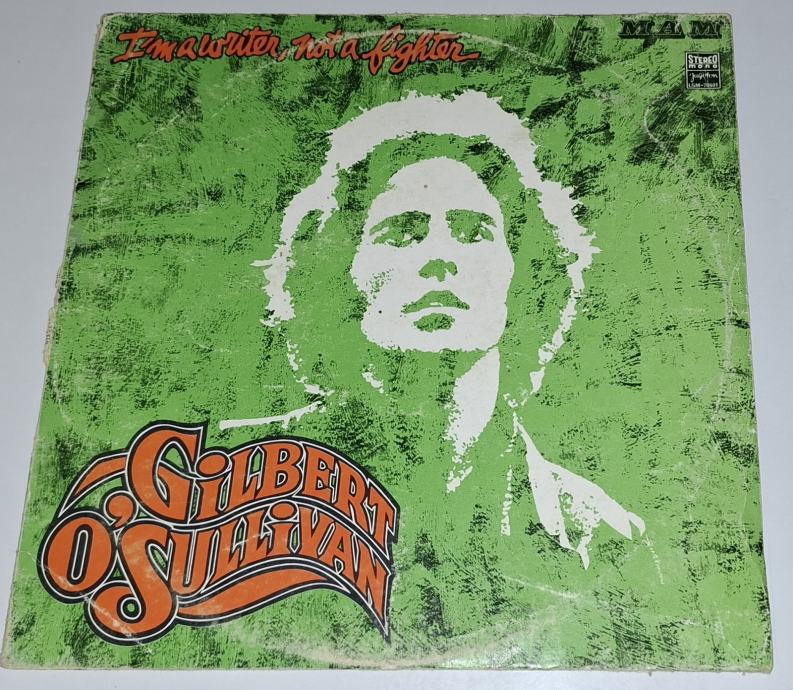 I'm a writer, not a fighter
MAM
STEREO
mono
Jugoton
GiLBERT
O'SULLiVAN